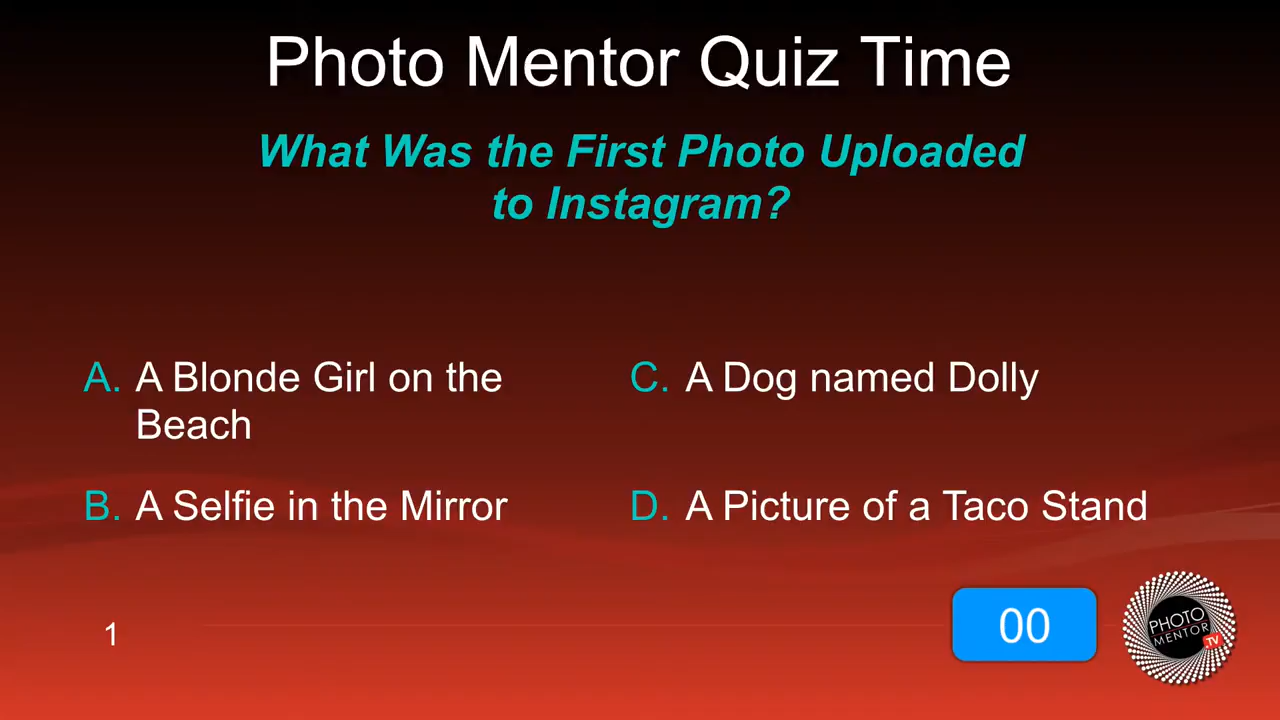 Photo Mentor Quiz Time
What Was the First Photo Uploaded
to Instagram?
A. A Blonde Girl on the
Beach
B. A Selfie in the Mirror
C. A Dog named Dolly
D. A Picture of a Taco Stand
1
00
PHOTO
MENTOR
TV